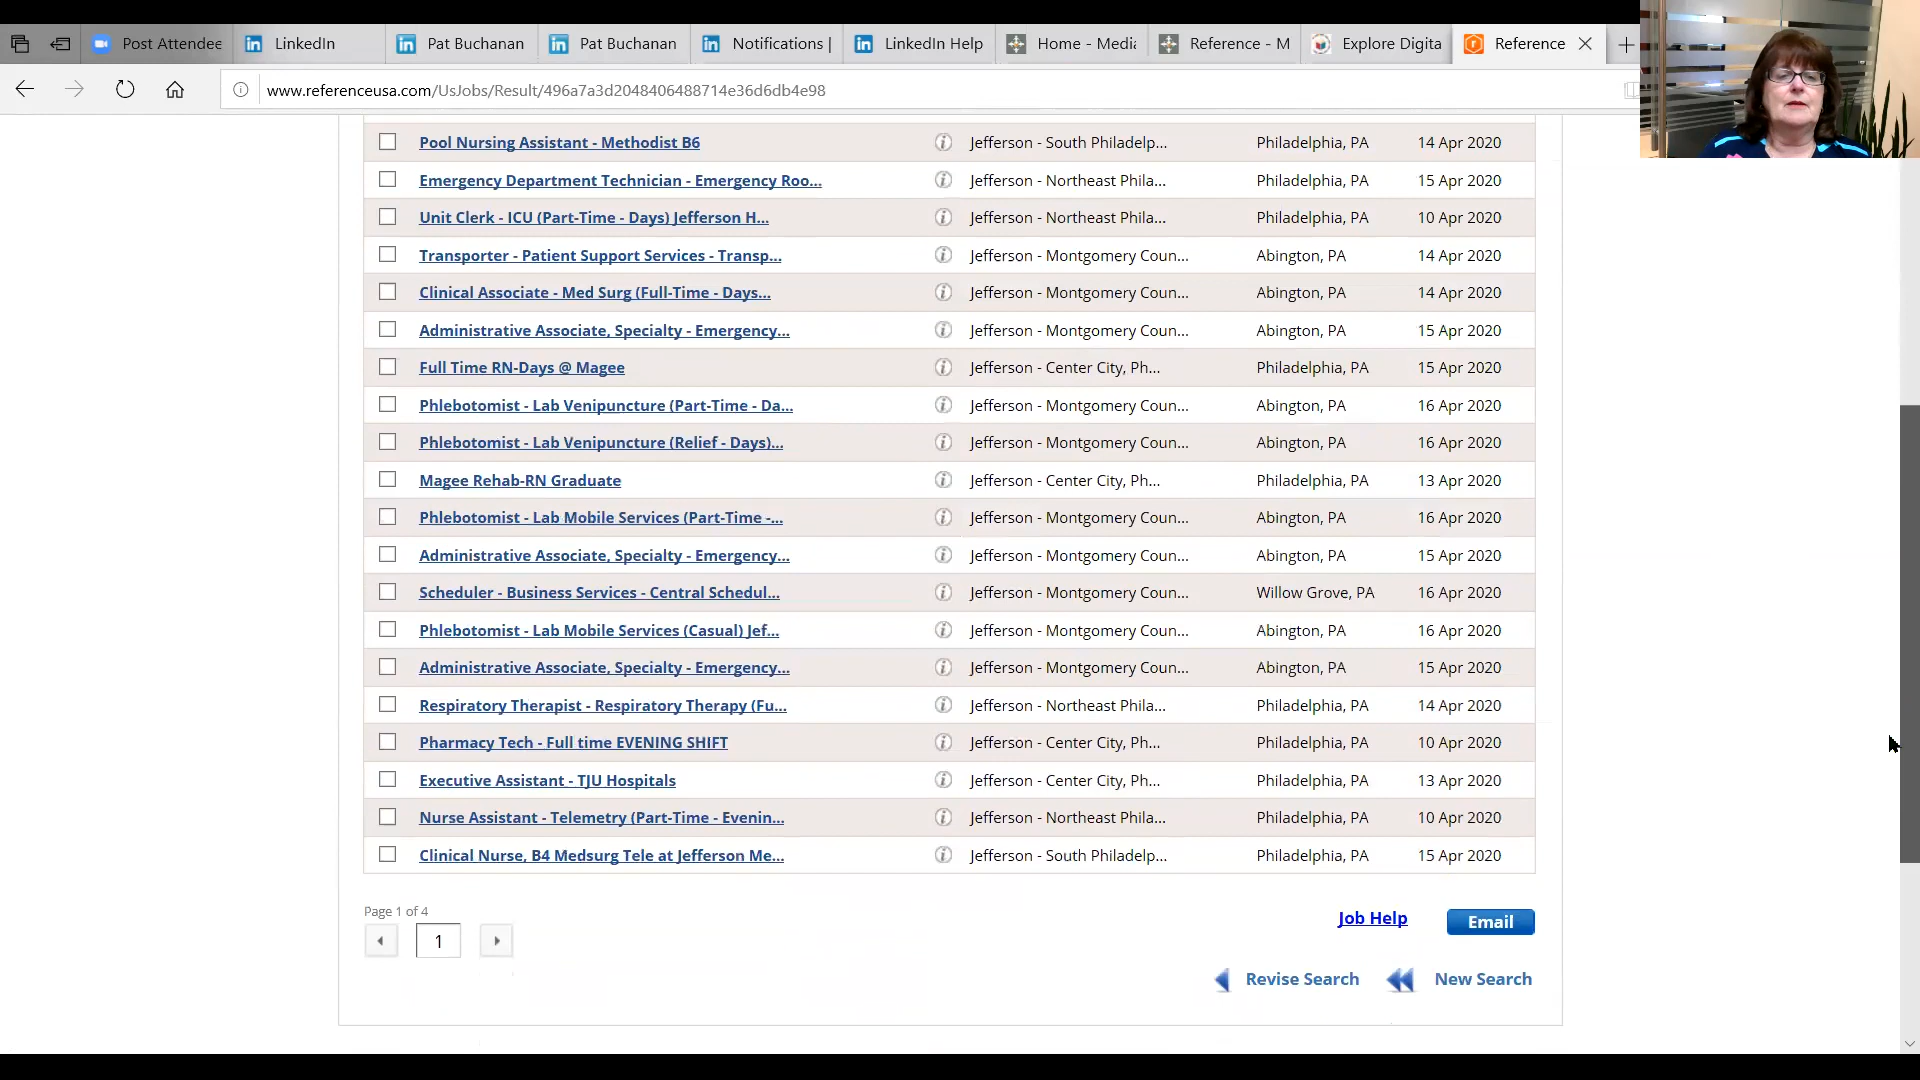 Post Attendee LinkedIn Pat Buchanan Pat Buchanan Notifications | LinkedIn Help Home - Media Reference - M Explore Digita Reference
www.referenceusa.com/UsJobs/Result/496a7a3d2048406488714e36d6db4e98
Pool Nursing Assistant - Methodist B6 Jefferson - South Philadelp... Philadelphia, PA 14 Apr 2020
Emergency Department Technician - Emergency Roo... Jefferson - Northeast Phila... Philadelphia, PA 15 Apr 2020
Unit Clerk - ICU (Part-Time - Days) Jefferson H... Jefferson - Northeast Phila... Philadelphia, PA 10 Apr 2020
Transporter - Patient Support Services - Transp... Jefferson - Montgomery Coun... Abington, PA 14 Apr 2020
Clinical Associate - Med Surg (Full-Time - Days... Jefferson - Montgomery Coun... Abington, PA 14 Apr 2020
Administrative Associate, Specialty - Emergency... Jefferson - Montgomery Coun... Abington, PA 15 Apr 2020
Full Time RN-Days @ Magee Jefferson - Center City, Ph... Philadelphia, PA 15 Apr 2020
Phlebotomist - Lab Venipuncture (Part-Time - Da... Jefferson - Montgomery Coun... Abington, PA 16 Apr 2020
Phlebotomist - Lab Venipuncture (Relief - Days)... Jefferson - Montgomery Coun... Abington, PA 16 Apr 2020
Magee Rehab-RN Graduate Jefferson - Center City, Ph... Philadelphia, PA 13 Apr 2020
Phlebotomist - Lab Mobile Services (Part-Time -... Jefferson - Montgomery Coun... Abington, PA 16 Apr 2020
Administrative Associate, Specialty - Emergency... Jefferson - Montgomery Coun... Abington, PA 15 Apr 2020
Scheduler - Business Services - Central Schedul... Jefferson - Montgomery Coun... Willow Grove, PA 16 Apr 2020
Phlebotomist - Lab Mobile Services (Casual) Jef... Jefferson - Montgomery Coun... Abington, PA 16 Apr 2020
Administrative Associate, Specialty - Emergency... Jefferson - Montgomery Coun... Abington, PA 15 Apr 2020
Respiratory Therapist - Respiratory Therapy (Fu... Jefferson - Northeast Phila... Philadelphia, PA 14 Apr 2020
Pharmacy Tech - Full time EVENING SHIFT Jefferson - Center City, Ph... Philadelphia, PA 10 Apr 2020
Executive Assistant - TJU Hospitals Jefferson - Center City, Ph... Philadelphia, PA 13 Apr 2020
Nurse Assistant - Telemetry (Part-Time - Evenin... Jefferson - Northeast Phila... Philadelphia, PA 10 Apr 2020
Clinical Nurse, B4 Medsurg Tele at Jefferson Me... Jefferson - South Philadelp... Philadelphia, PA 15 Apr 2020
Page 1 of 4
1
Job Help Email
Revise Search New Search